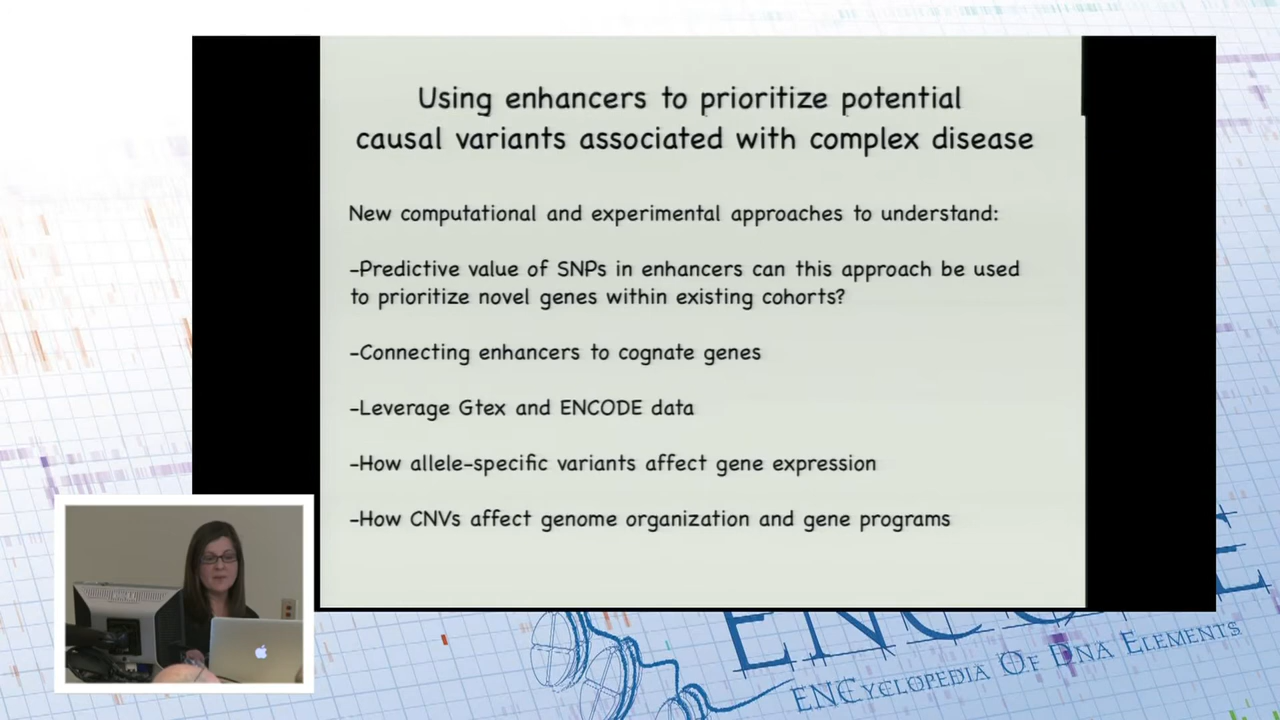 Using enhancers to prioritize potential
causal variants associated with complex disease
New computational and experimental approaches to understand:
-Predictive value of SNPs in enhancers can this approach be used
to prioritize novel genes within existing cohorts?
-Connecting enhancers to cognate genes
-Leverage Gtex and ENCODE data
-How allele-specific variants affect gene expression
-How CNVs affect genome organization and gene programs
ENCODE
ENCYCLOPEDIA OF DNA ELEMENTS